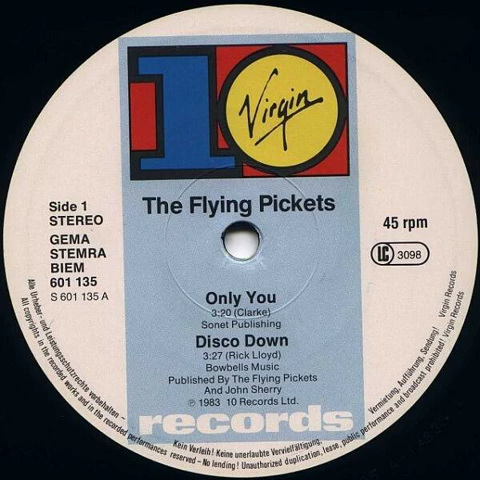 10
Virgin
The Flying Pickets
Side 1
STEREO
GEMA
STEMRA
BIEM
601 135
S 601 135 A
45 rpm
LC 3098
Only You
3:20 (Clarke)
Sonet Publishing
Disco Down
3:27 (Rick Lloyd)
Bowbells Music
Published By The Flying Pickets
And John Sherry
℗ 1983 10 Records Ltd.
records
Alle Urheber- und Leistungsschutzrechte vorbehalten – Kein Verleih! Keine unerlaubte Vervielfältigung, Vermietung, Aufführung, Sendung! Virgin Records
All copyrights in the recorded works and in the recorded performances reserved – No lending! Unauthorized duplication, lease, public performance and broadcast prohibited! Virgin Records